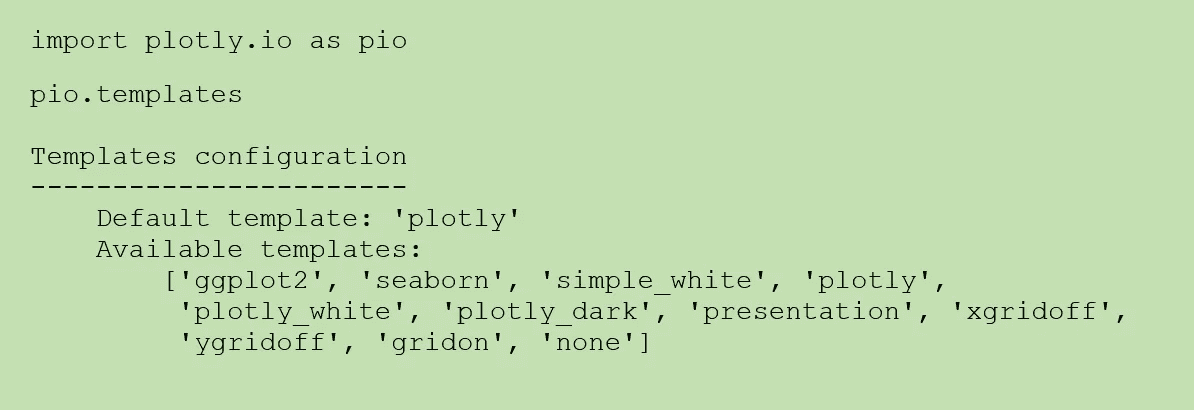 import plotly.io as pio
pio.templates
Templates configuration
-----------------------
    Default template: 'plotly'
    Available templates:
        ['ggplot2', 'seaborn', 'simple_white', 'plotly',
         'plotly_white', 'plotly_dark', 'presentation', 'xgridoff',
         'ygridoff', 'gridon', 'none']